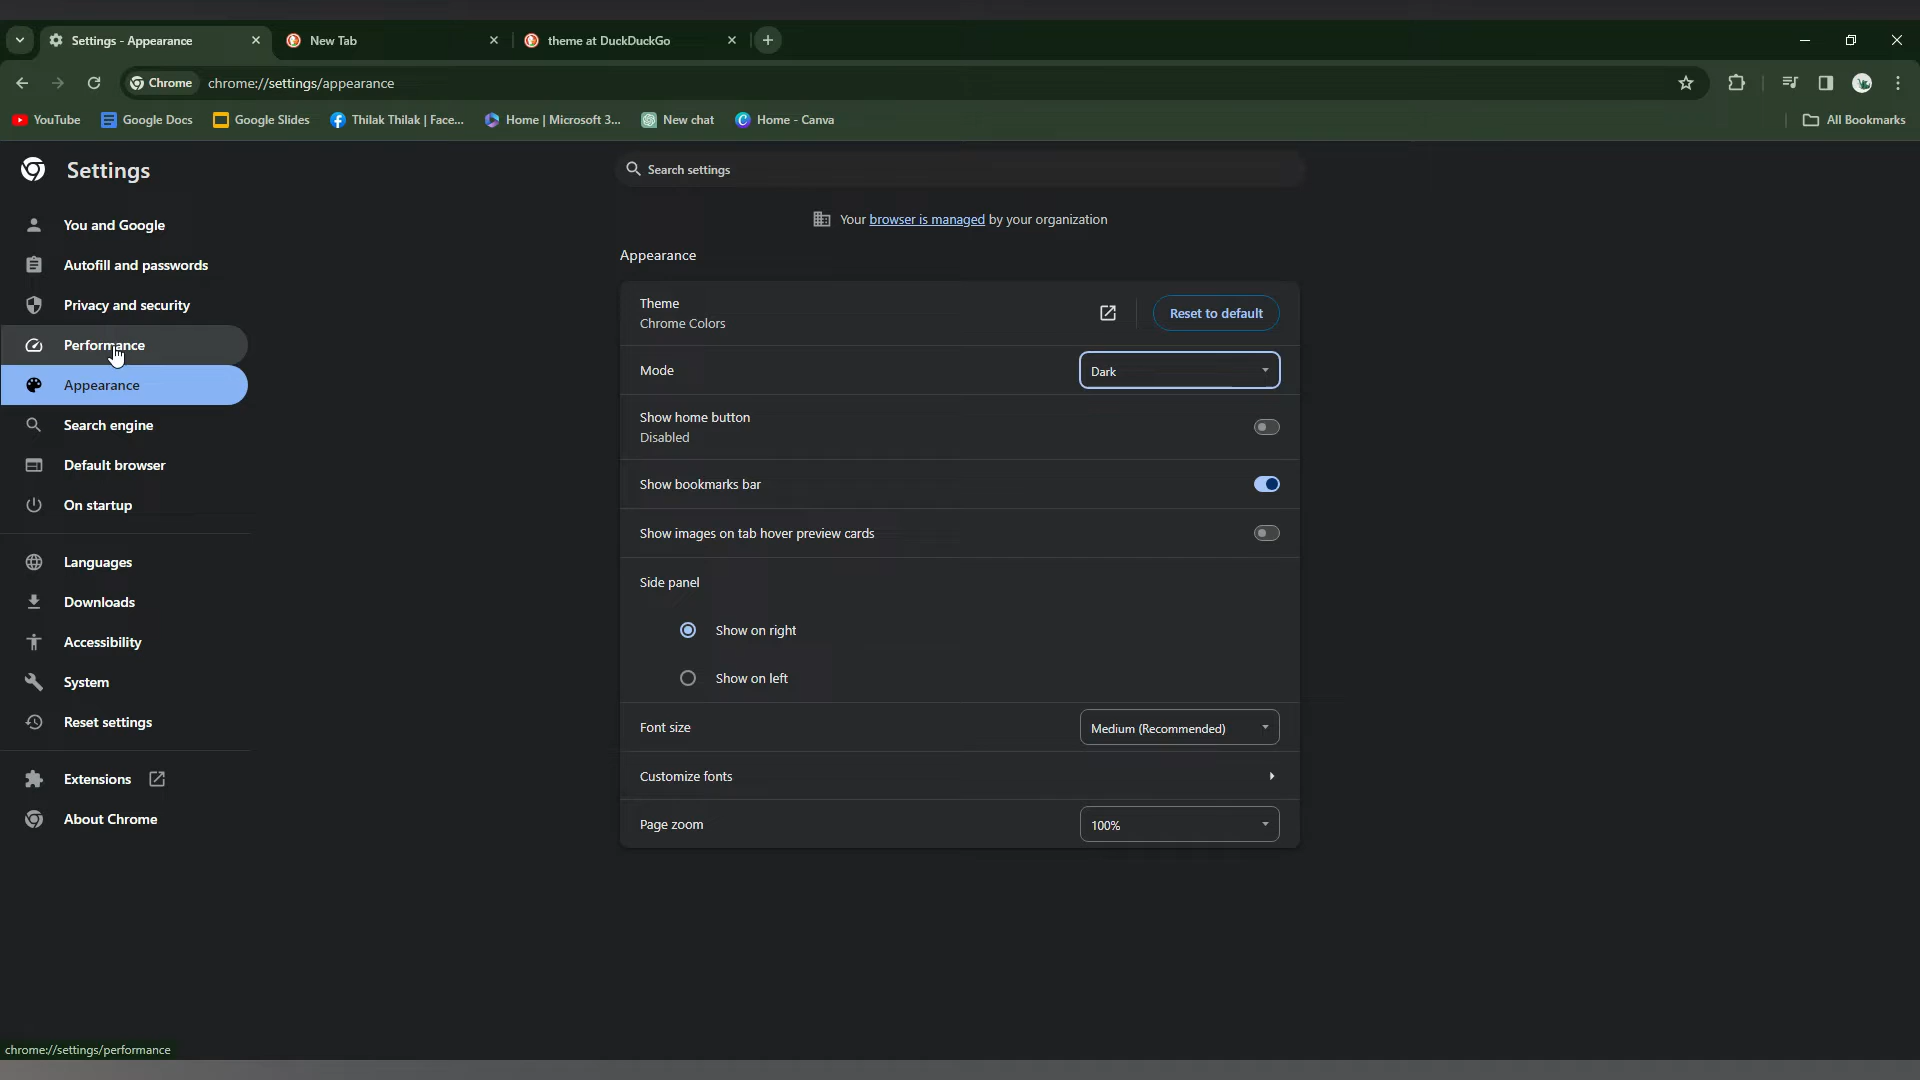 Settings - Appearance
New Tab
theme at DuckDuckGo
Chrome
chrome://settings/appearance
YouTube
Google Docs
Google Slides
Thilak Thilak | Face...
Home | Microsoft 3...
New chat
Home - Canva
All Bookmarks
Settings
Search settings
Your browser is managed by your organization
You and Google
Autofill and passwords
Privacy and security
Performance
Appearance
Search engine
Default browser
On startup
Languages
Downloads
Accessibility
System
Reset settings
Extensions
About Chrome
Appearance
Theme
Chrome Colors
Reset to default
Mode
Dark
Show home button
Disabled
Show bookmarks bar
Show images on tab hover preview cards
Side panel
Show on right
Show on left
Font size
Medium (Recommended)
Customize fonts
Page zoom
100%
chrome://settings/performance